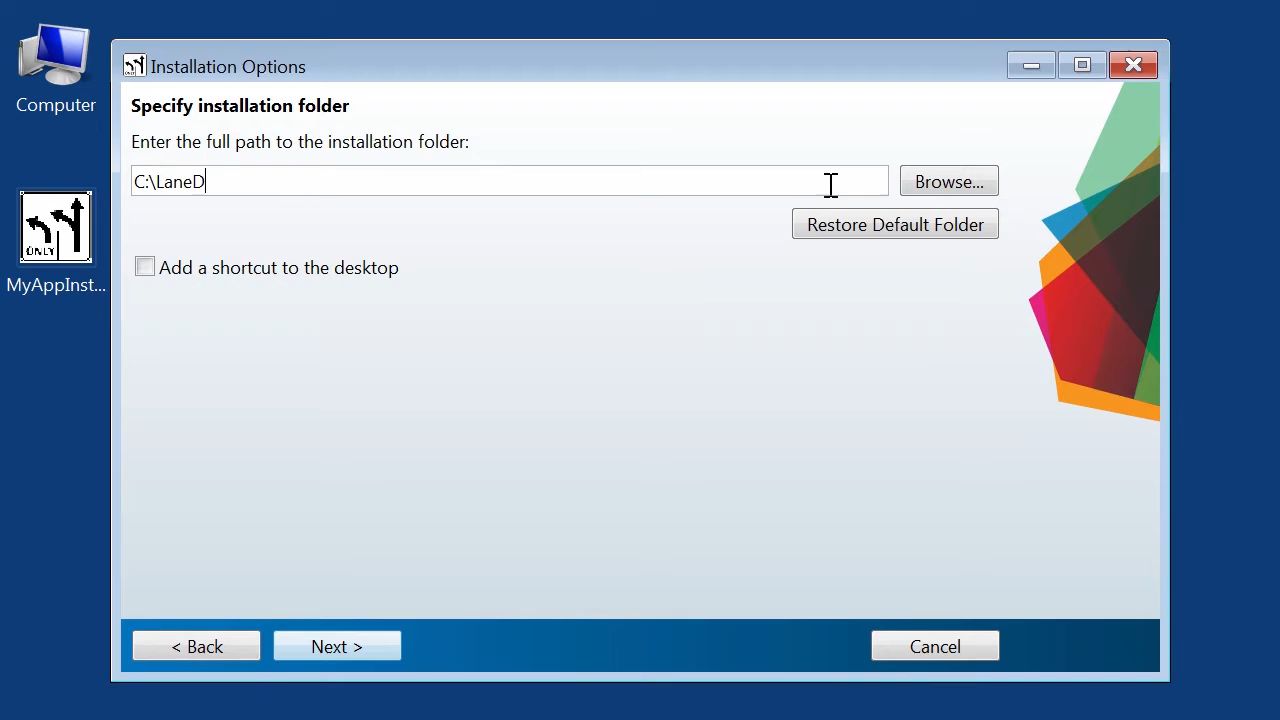 Computer
MyAppInst...
ONLY
Installation Options
Specify installation folder
Enter the full path to the installation folder:
C:\LaneD
Browse...
Restore Default Folder
Add a shortcut to the desktop
< Back
Next >
Cancel